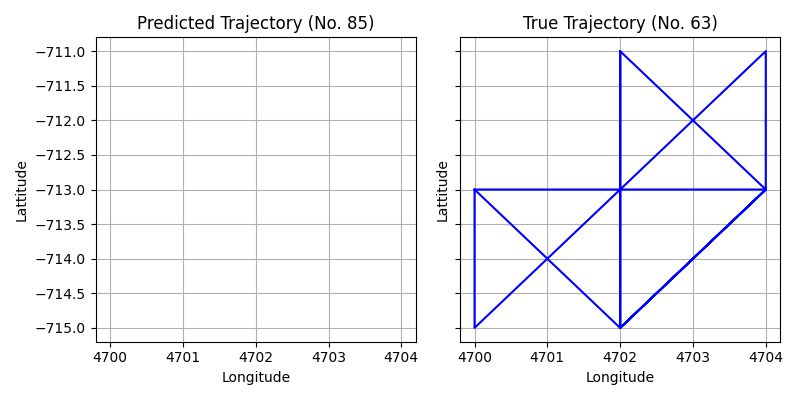 Predicted Trajectory (No. 85)
True Trajectory (No. 63)
Lattitude
−711.0
−711.5
−712.0
−712.5
−713.0
−713.5
−714.0
−714.5
−715.0
4700 4701 4702 4703 4704
Longitude
Lattitude
4700 4701 4702 4703 4704
Longitude